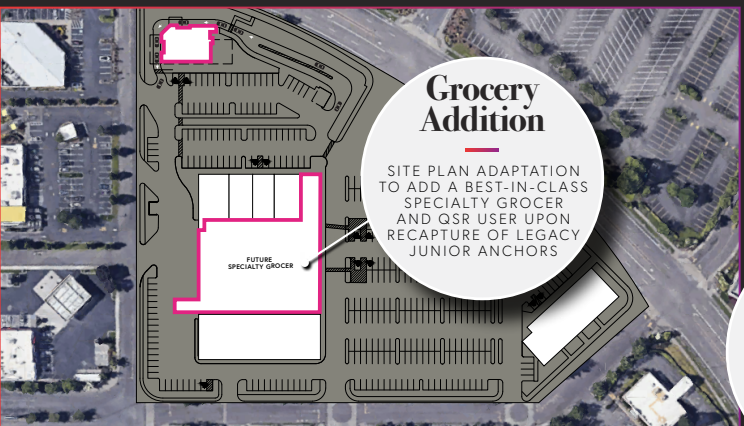 Grocery
Addition
SITE PLAN ADAPTATION
TO ADD A BEST-IN-CLASS
SPECIALTY GROCER
AND QSR USER UPON
RECAPTURE OF LEGACY
JUNIOR ANCHORS
FUTURE
SPECIALTY GROCER